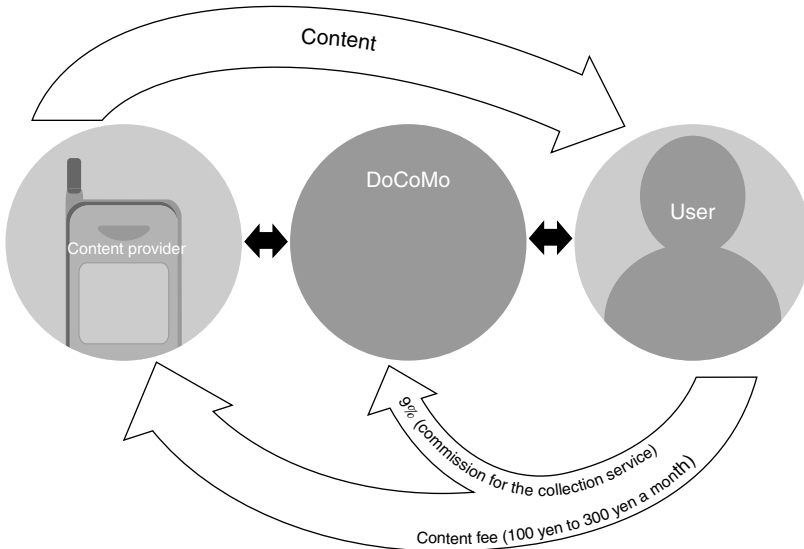 Content
DoCoMo
User
Content provider
9% (commission for the collection service)
Content fee (100 yen to 300 yen a month)